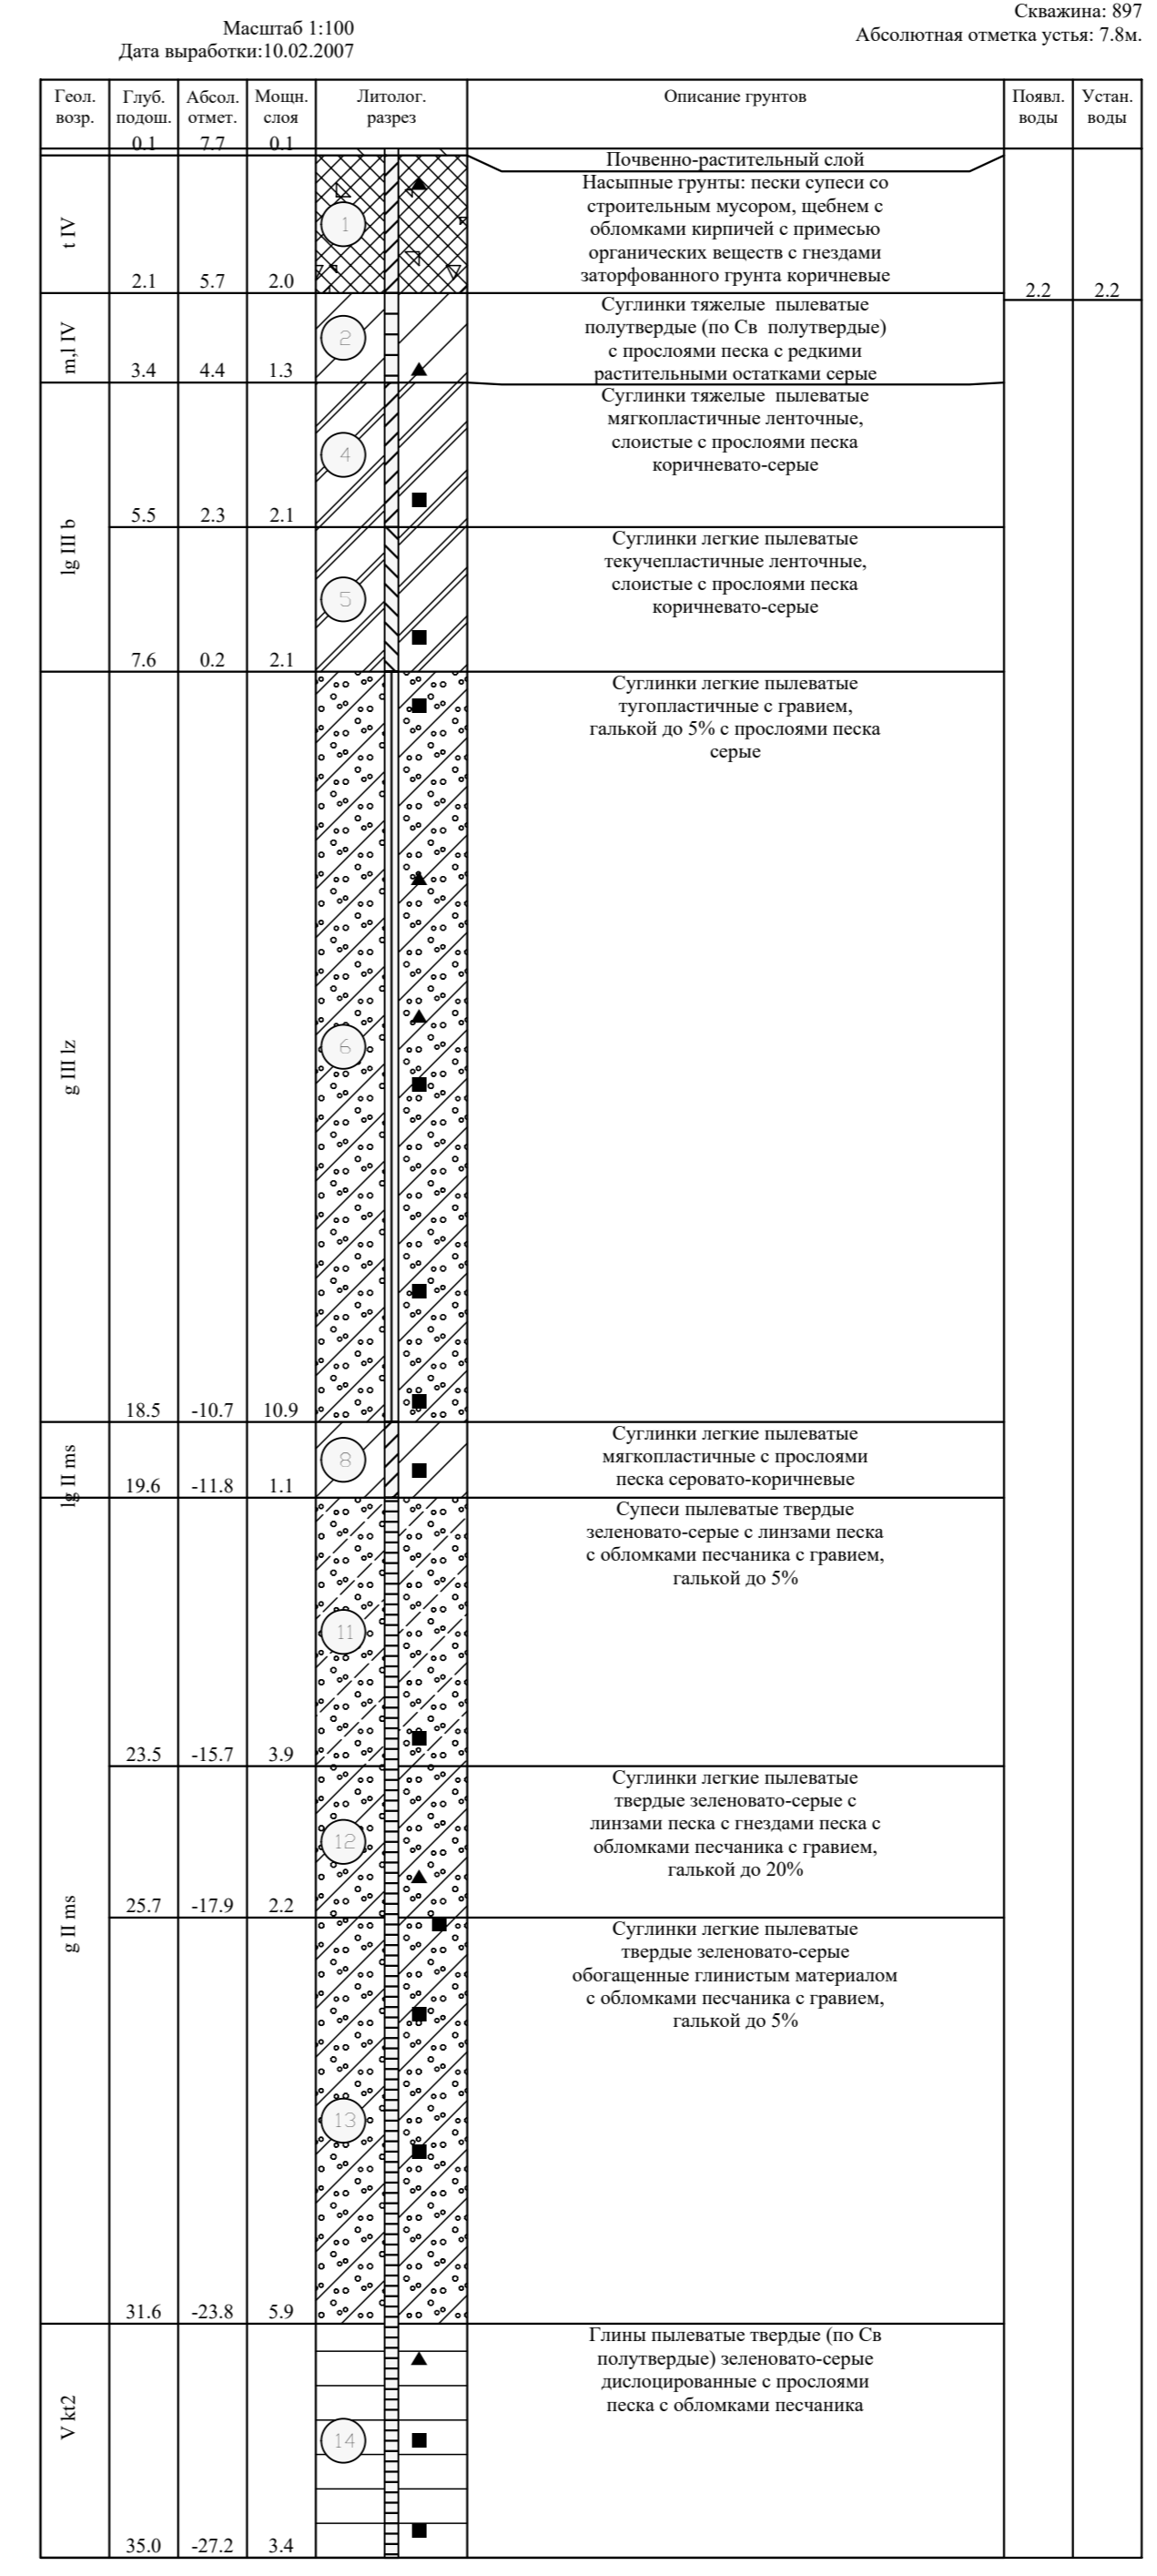 Масштаб 1:100
Дата выработки:10.02.2007
Скважина: 897
Абсолютная отметка устья: 7.8м.
Геол. возр.
Глуб. подош.
Абсол. отмет.
Мощн. слоя
Литолог. разрез
Описание грунтов
Появл. воды
Устан. воды
0.1 7.7 0.1
Почвенно-растительный слой
t IV
1
Насыпные грунты: пески супеси со
строительным мусором, щебнем с
обломками кирпичей с примесью
органических веществ с гнездами
заторфованного грунта коричневые
2.1 5.7 2.0
2.2 2.2
m,l IV
2
Суглинки тяжелые пылеватые
полутвердые (по Св полутвердые)
с прослоями песка с редкими
растительными остатками серые
3.4 4.4 1.3
lg III b
4
Суглинки тяжелые пылеватые
мягкопластичные ленточные,
слоистые с прослоями песка
коричневато-серые
5.5 2.3 2.1
5
Суглинки легкие пылеватые
текучепластичные ленточные,
слоистые с прослоями песка
коричневато-серые
7.6 0.2 2.1
g III lz
6
Суглинки легкие пылеватые
тугопластичные с гравием,
галькой до 5% с прослоями песка
серые
18.5 -10.7 10.9
lg II ms
8
Суглинки легкие пылеватые
мягкопластичные с прослоями
песка серовато-коричневые
19.6 -11.8 1.1
g II ms
11
Супеси пылеватые твердые
зеленовато-серые с линзами песка
с обломками песчаника с гравием,
галькой до 5%
23.5 -15.7 3.9
12
Суглинки легкие пылеватые
твердые зеленовато-серые с
линзами песка с гнездами песка с
обломками песчаника с гравием,
галькой до 20%
25.7 -17.9 2.2
13
Суглинки легкие пылеватые
твердые зеленовато-серые
обогащенные глинистым материалом
с обломками песчаника с гравием,
галькой до 5%
31.6 -23.8 5.9
V kt2
14
Глины пылеватые твердые (по Св
полутвердые) зеленовато-серые
дислоцированные с прослоями
песка с обломками песчаника
35.0 -27.2 3.4